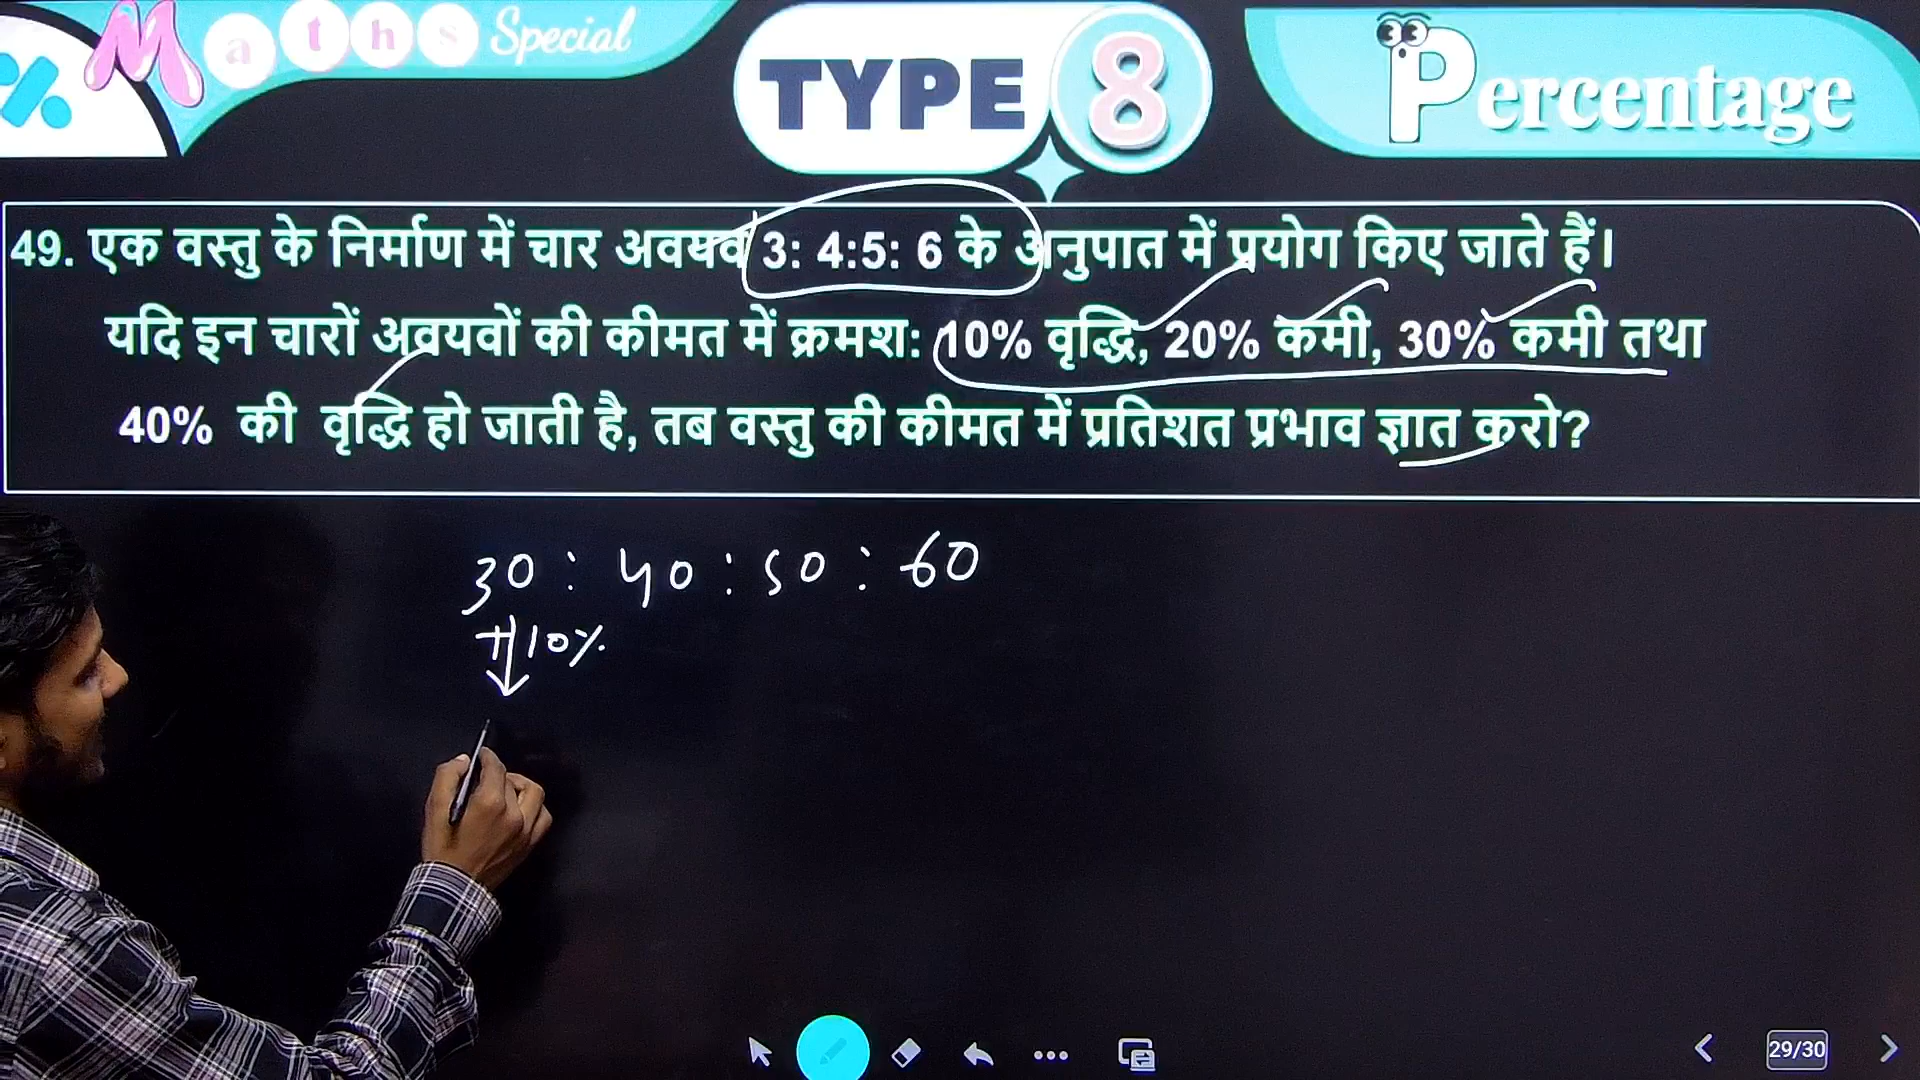 %
Maths Special
TYPE 8
Percentage
49. एक वस्तु के निर्माण में चार अवयव 3: 4:5: 6 के अनुपात में प्रयोग किए जाते हैं।
यदि इन चारों अवयवों की कीमत में क्रमश: 10% वृद्धि, 20% कमी, 30% कमी तथा
40% की वृद्धि हो जाती है, तब वस्तु की कीमत में प्रतिशत प्रभाव ज्ञात करो?
30 : 40 : 50 : 60
+10%
29/30